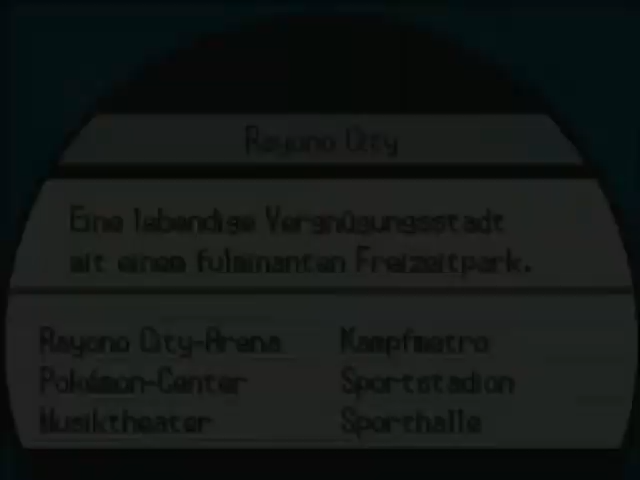 Rayono City
Eine lebendige Vergnügungsstadt
mit einem fulminanten Freizeitpark.
Rayono City-Arena Kampfmetro
Pokémon-Center Sportstadion
Musiktheater Sporthalle